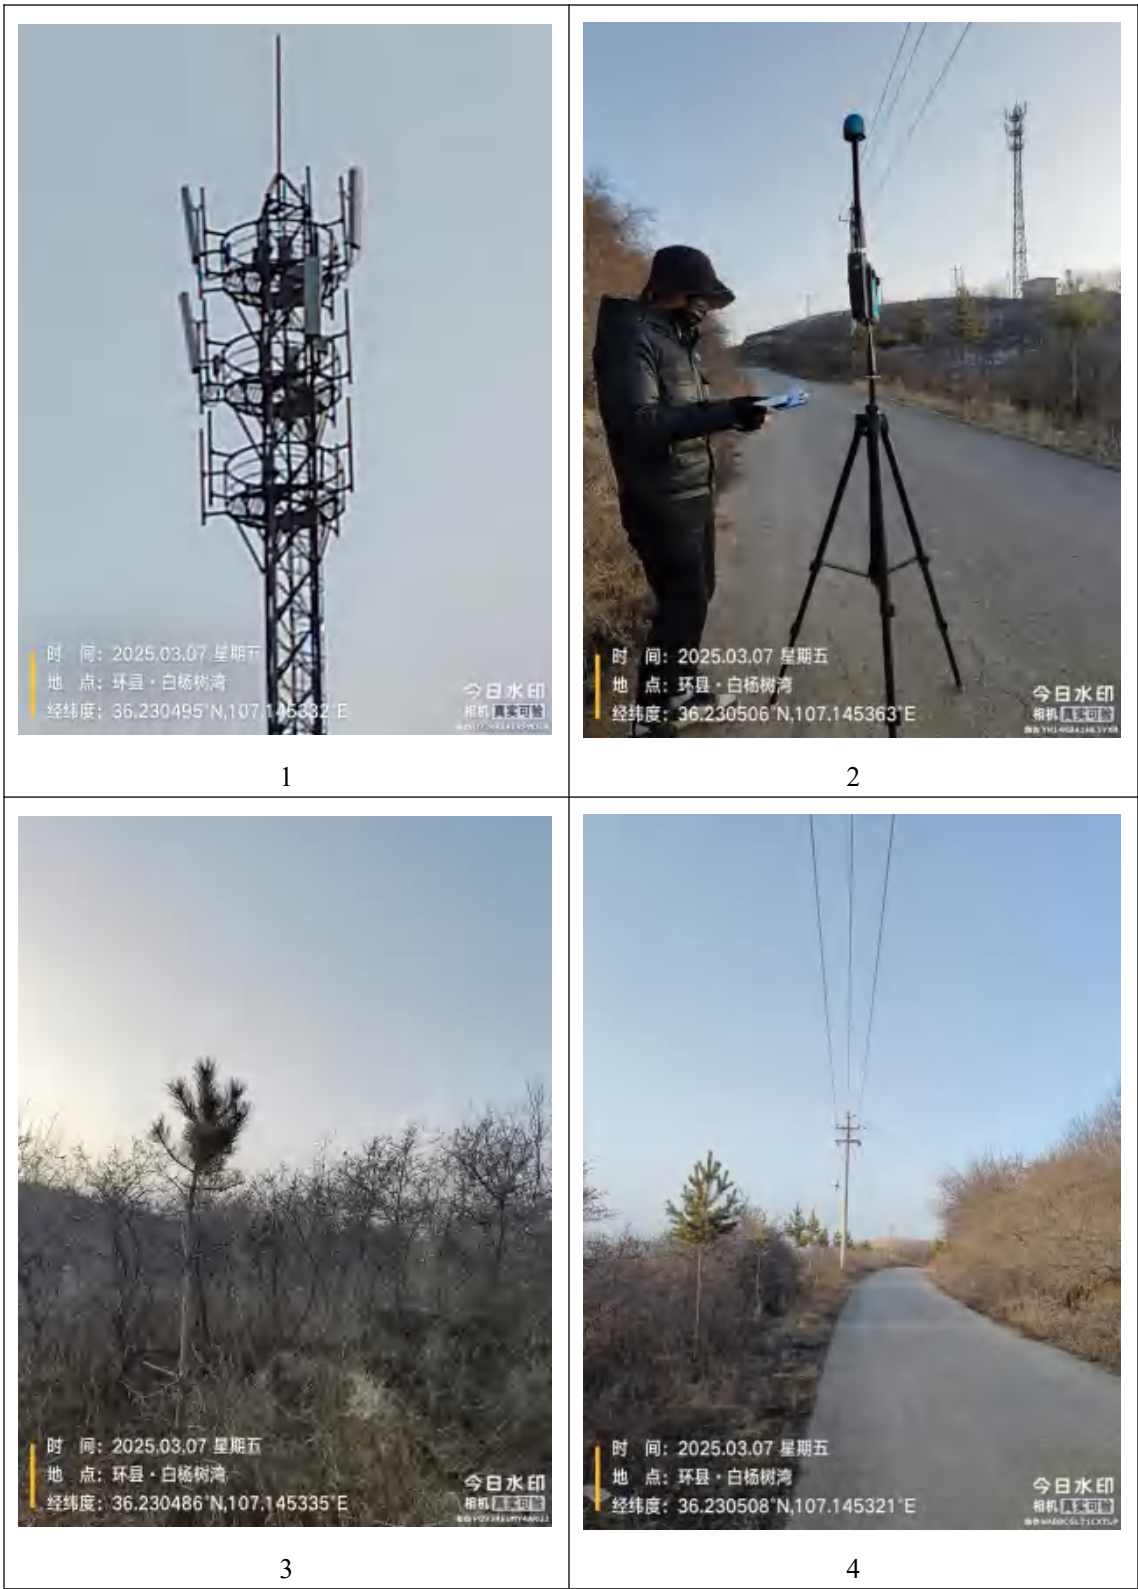 时 间：2025.03.07 星期五
地 点：环县·白杨树湾
经纬度：36.230495°N,107.145332°E
今日水印
相机 真实可验
1
时 间：2025.03.07 星期五
地 点：环县·白杨树湾
经纬度：36.230506°N,107.145363°E
今日水印
相机 真实可验
2
时 间：2025.03.07 星期五
地 点：环县·白杨树湾
经纬度：36.230486°N,107.145335°E
今日水印
相机 真实可验
3
时 间：2025.03.07 星期五
地 点：环县·白杨树湾
经纬度：36.230508°N,107.145321°E
今日水印
相机 真实可验
4